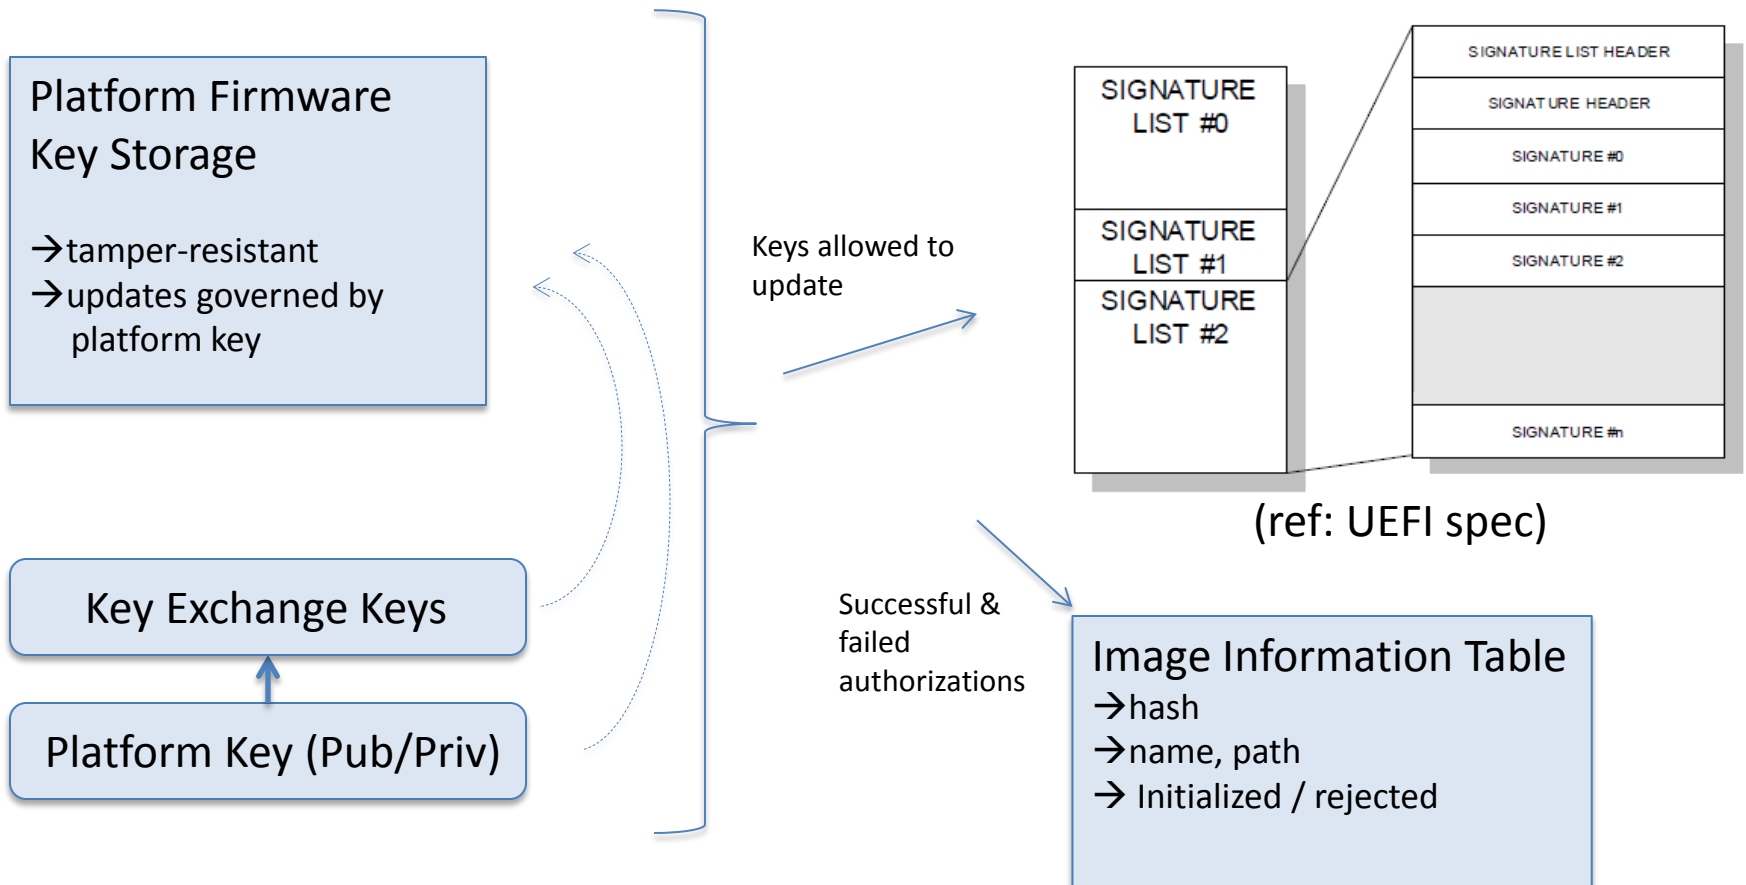 Platform Firmware
Key Storage
→tamper-resistant
→updates governed by
platform key
Key Exchange Keys
Platform Key (Pub/Priv)
Keys allowed to
update
Successful &
failed
authorizations
SIGNATURE
LIST #0
SIGNATURE
LIST #1
SIGNATURE
LIST #2
SIGNATURE LIST HEADER
SIGNATURE HEADER
SIGNATURE #0
SIGNATURE #1
SIGNATURE #2
SIGNATURE #n
(ref: UEFI spec)
Image Information Table
→hash
→name, path
→ Initialized / rejected